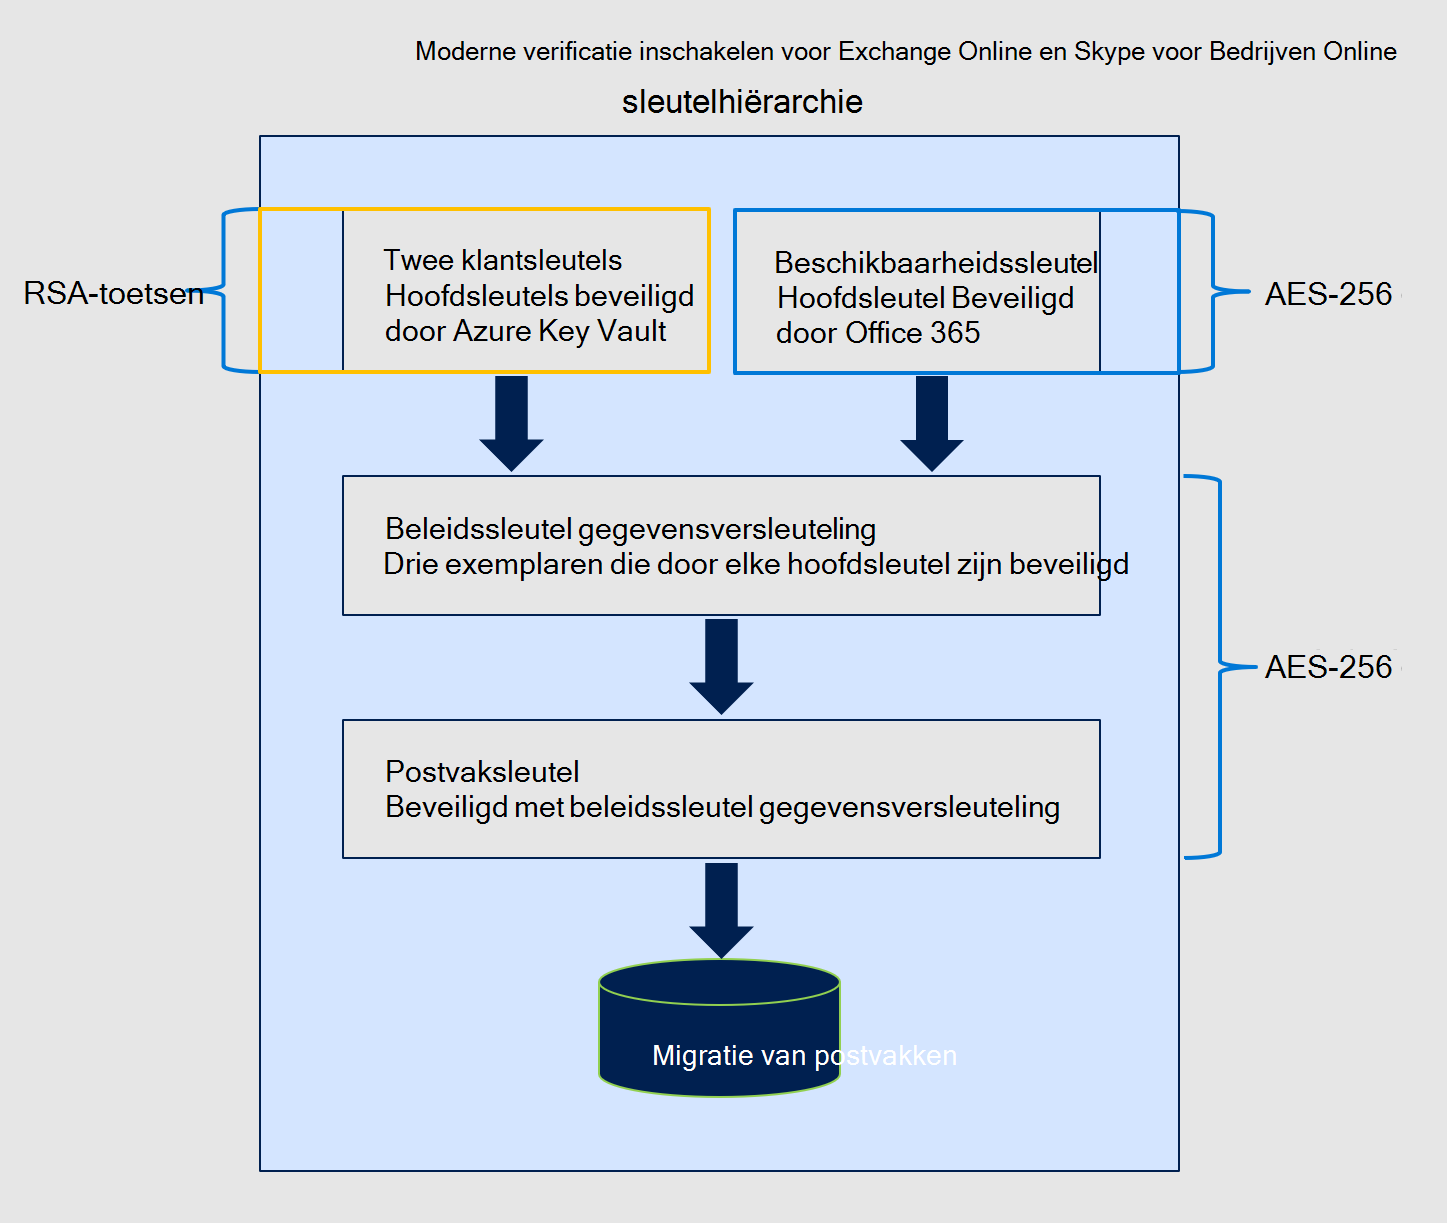 Moderne verificatie inschakelen voor Exchange Online en Skype voor Bedrijven Online
sleutelhiërarchie
RSA-toetsen
Twee klantsleutels
Hoofdsleutels beveiligd
door Azure Key Vault
Beschikbaarheidssleutel
Hoofdsleutel Beveiligd
door Office 365
AES-256
Beleidssleutel gegevensversleuteling
Drie exemplaren die door elke hoofdsleutel zijn beveiligd
AES-256
Postvaksleutel
Beveiligd met beleidssleutel gegevensversleuteling
Migratie van postvakken